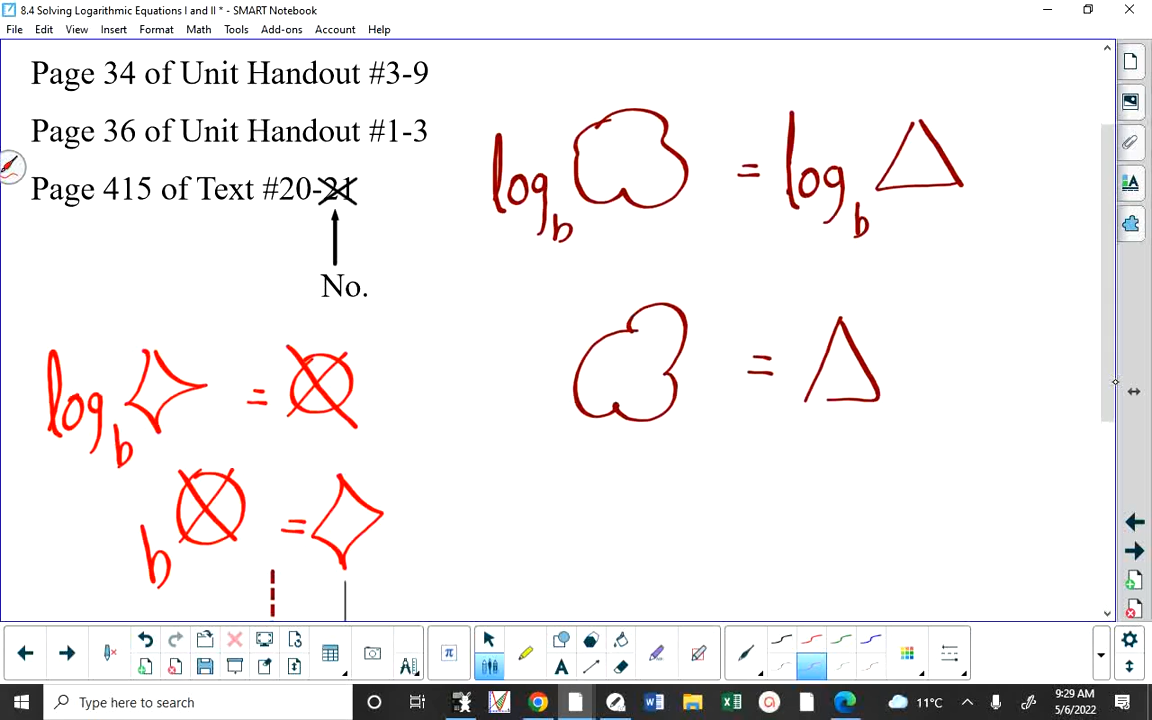 8.4 Solving Logarithmic Equations I and II * - SMART Notebook
File Edit View Insert Format Math Tools Add-ons Account Help
Page 34 of Unit Handout #3-9
Page 36 of Unit Handout #1-3
Page 415 of Text #20-21
No.
log b = log b
=
log b =
b =
π
A
Type here to search
11°C
9:29 AM
5/6/2022